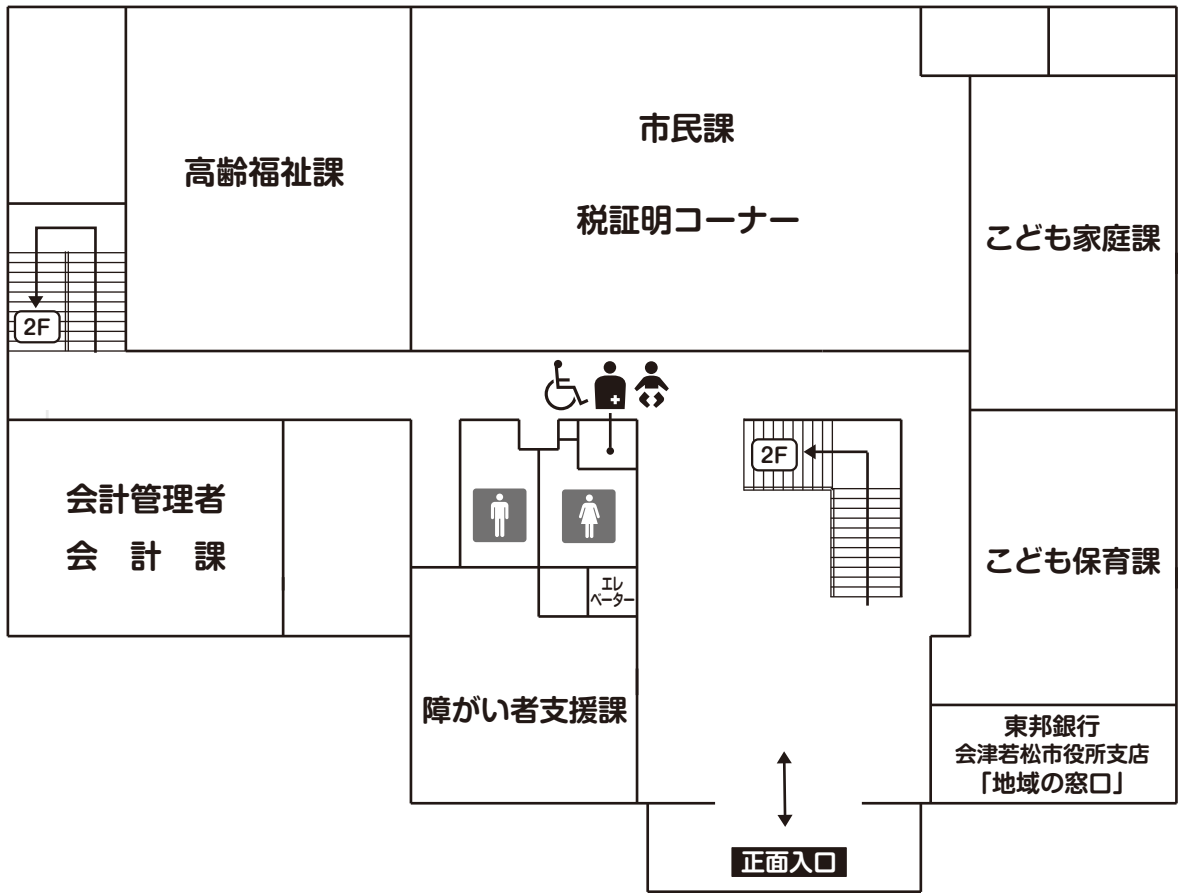 高齢福祉課
市民課
税証明コーナー
こども家庭課
2F
2F
会計管理者
会 計 課
エレ
ベーター
こども保育課
障がい者支援課
東邦銀行
会津若松市役所支店
「地域の窓口」
正面入口